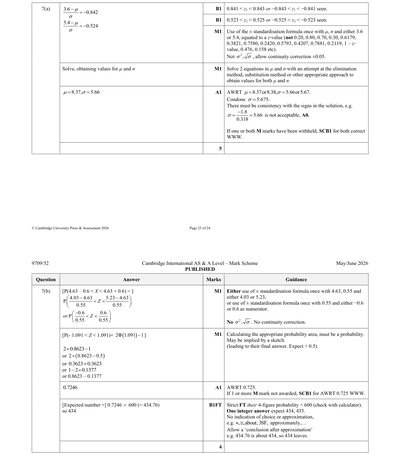 7(a)
(3.6 − μ)/σ = −0.842
B1
0.841 < z₁ < 0.843 or −0.843 < z₁ < −0.841 seen.
(5.4 − μ)/σ = −0.524
B1
0.523 < z₂ < 0.525 or −0.525 < z₂ < −0.523 seen.
M1
Use of the ± standardisation formula once with μ, σ and either 3.6
or 5.4, equated to a z-value (not 0.20, 0.80, 0.70, 0.30, 0.6179,
0.3821, 0.7580, 0.2420, 0.5793, 0.4207, 0.7881, 0.2119, 1 – z-
value, 0.476, 0.158 etc).
Not σ², √σ, allow continuity correction ±0.05.
Solve, obtaining values for μ and σ
M1
Solve 2 equations in μ and σ with an attempt at the elimination
method, substitution method or other appropriate approach to
obtain values for both μ and σ.
μ = 8.37, σ = 5.66
A1
AWRT μ = 8.37 or 8.38, σ = 5.66 or 5.67.
Condone σ = 5.675.
There must be consistency with the signs in the solution, e.g.
σ = −1.8/0.318 = 5.66 is not acceptable, A0.
If one or both M marks have been withheld, SCB1 for both correct
WWW.
5
© Cambridge University Press & Assessment 2026
Page 23 of 24
9709/52
Cambridge International AS & A Level – Mark Scheme
May/June 2026
PUBLISHED
Question
Answer
Marks
Guidance
7(b)
[P(4.63 − 0.6 < X < 4.63 + 0.6) = ]
P((4.03 − 4.63)/0.55 < Z < (5.23 − 4.63)/0.55)
or P(−0.6/0.55 < Z < 0.6/0.55)
M1
Either use of ± standardisation formula once with 4.63, 0.55 and
either 4.03 or 5.23,
or use of ± standardisation formula once with 0.55 and either −0.6
or 0.6 as numerator.
No σ², √σ. No continuity correction.
[P(−1.091 < Z < 1.091) = 2Φ(1.091) − 1]
2 × 0.8623 − 1
or 2 × (0.8623 − 0.5)
or 0.3623 + 0.3623
or 1 − 2 × 0.1377
or 0.8623 − 0.1377
M1
Calculating the appropriate probability area, must be a probability.
May be implied by a sketch.
(leading to their final answer. Expect > 0.5).
0.7246
A1
AWRT 0.725.
If 1 or more M mark not awarded, SCB1 for AWRT 0.725 WWW.
[Expected number =] 0.7246 × 600 (= 434.76)
so 434
B1FT
Strict FT their 4-figure probability × 600 (check with calculator).
One integer answer expect 434, 435.
No indication of choice or approximation,
Allow a 'conclusion after approximation'
e.g. 434.76 is about 434, so 434 leaves.
4